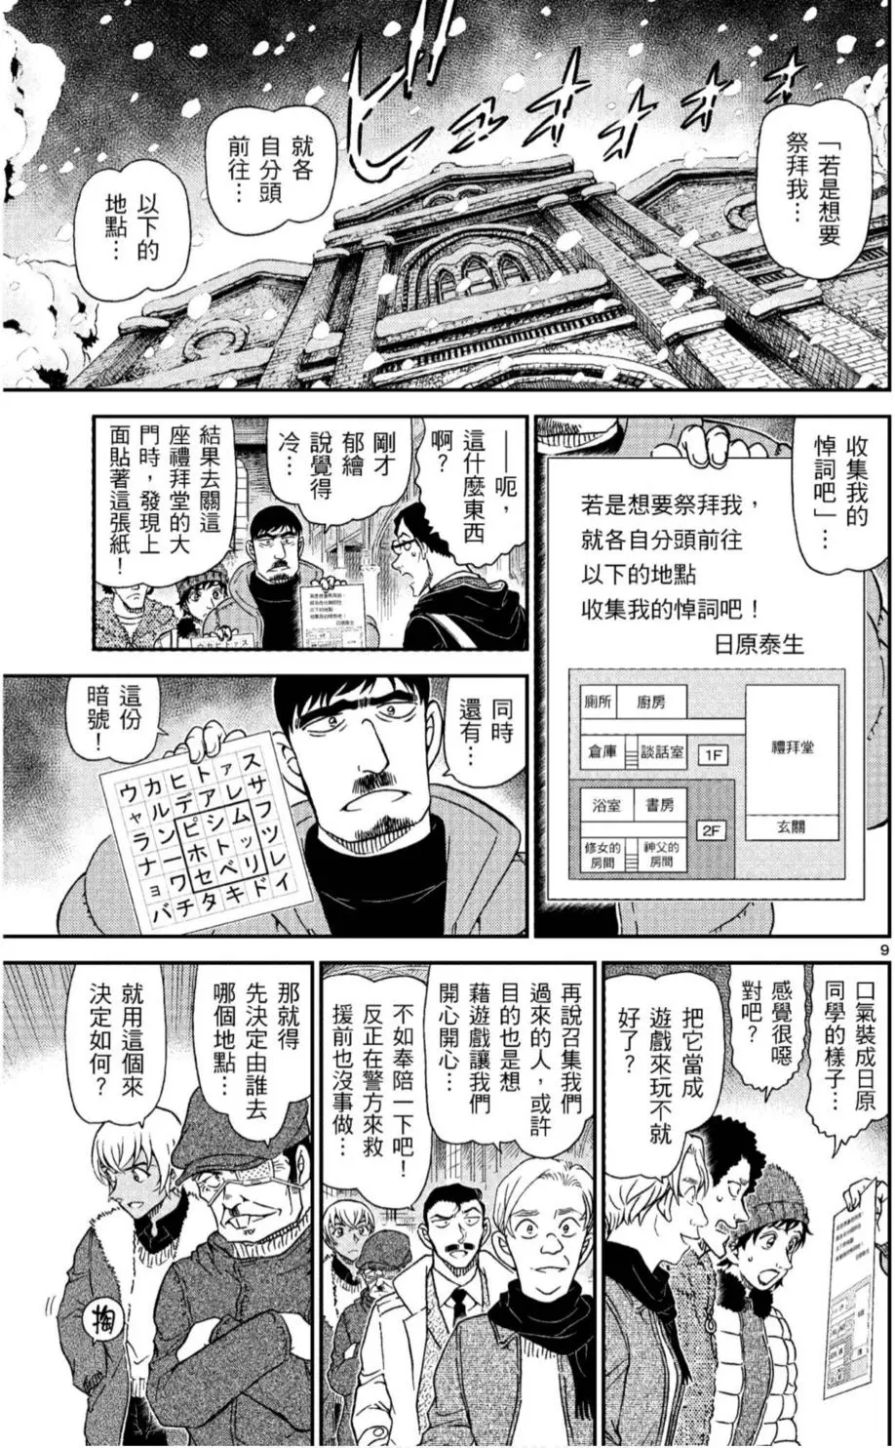 「若是想要
祭拜我…
ビュオオオオ
就各
自分頭
前往…
以下的
地點…
收集我的
悼詞吧」…
若是想要祭拜我，
就各自分頭前往
以下的地點
收集我的悼詞吧！
日原泰生
廁所
廚房
倉庫
談話室
1F
禮拜堂
浴室
書房
2F
修女的
房間
神父的
房間
玄關
——呃，
這什麼東西
啊？
剛才
郁繪
說覺得
冷…
結果去關這
座禮拜堂的大
門時，發現上
面貼著這張紙！
同時
還有…
這份
暗號！
ウカヒトァス
ャルデアレサ
ランピシムフ
ナーホトッツ
ョワセベリレ
バチタキドイ
9
口氣裝成日原
同學的樣子…
感覺很噁
對吧？
把它當成
遊戲來玩不就
好了？
再說召集我們
過來的人，或許
目的也是想
藉遊戲讓我們
開心開心…
不如奉陪一下吧！
反正在警方來救
援前也沒事做…
那就得
先決定由誰去
哪個地點…
就用這個來
決定如何？
掏